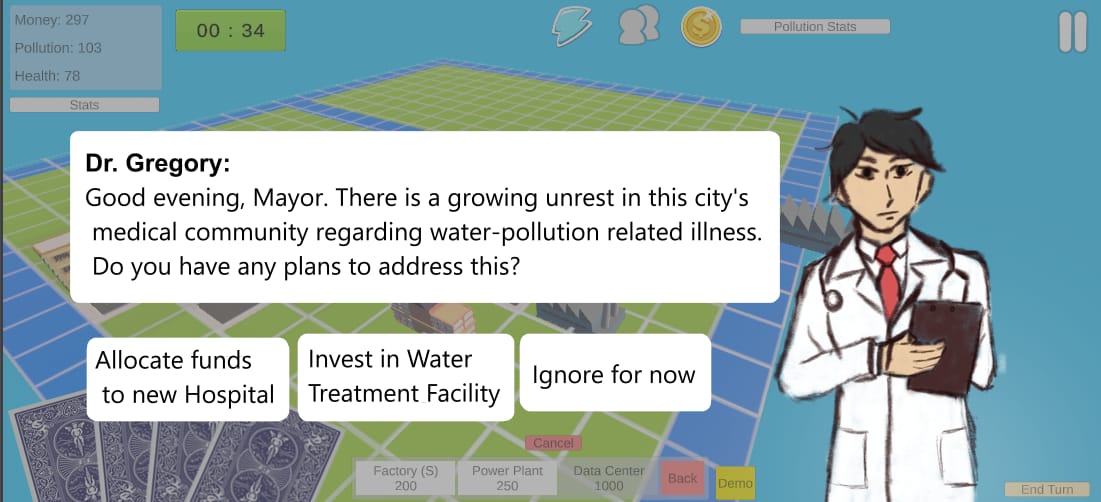 Money: 297
Pollution: 103
Health: 78
Stats
00 : 34
Pollution Stats
Dr. Gregory:
Good evening, Mayor. There is a growing unrest in this city's
medical community regarding water-pollution related illness.
Do you have any plans to address this?
Allocate funds
to new Hospital
Invest in Water
Treatment Facility
Ignore for now
Cancel
Factory (S)
200
Power Plant
250
Data Center
1000
Back
Demo
End Turn